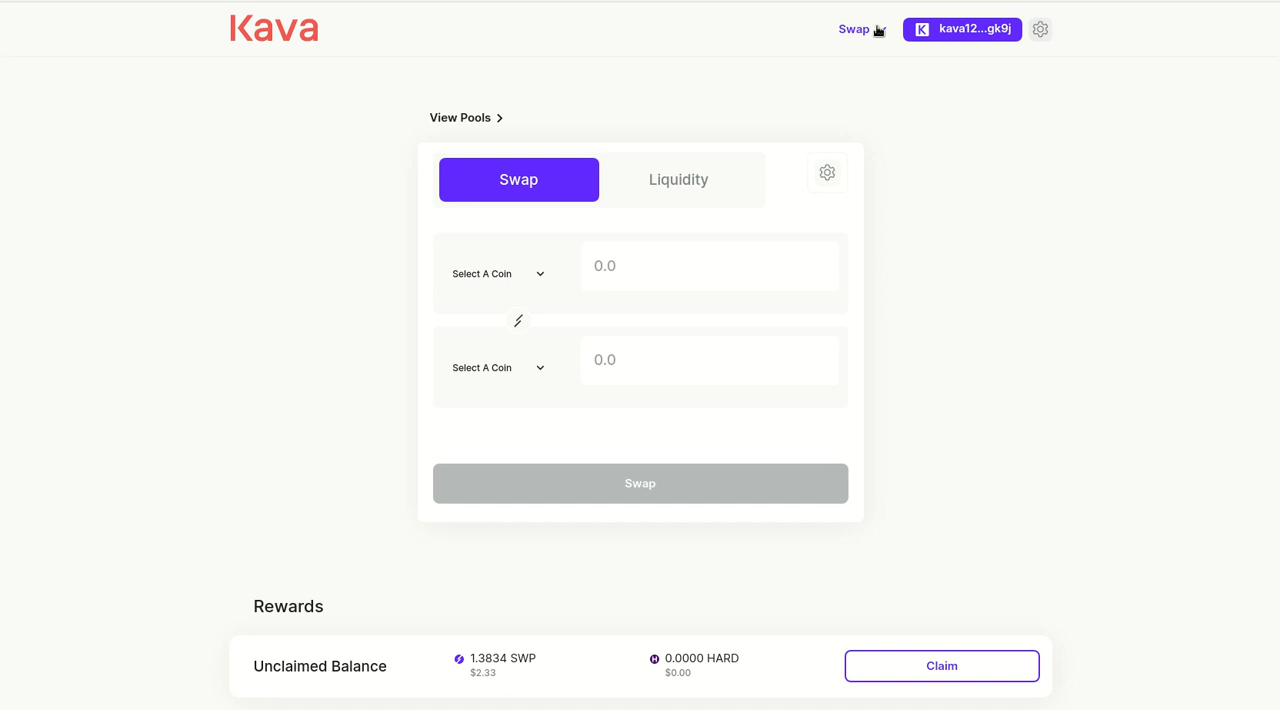 Kava
Swap
kava12...gk9j
View Pools
Swap
Liquidity
Select A Coin
0.0
Select A Coin
0.0
Swap
Rewards
Unclaimed Balance
1.3834 SWP
$2.33
0.0000 HARD
$0.00
Claim